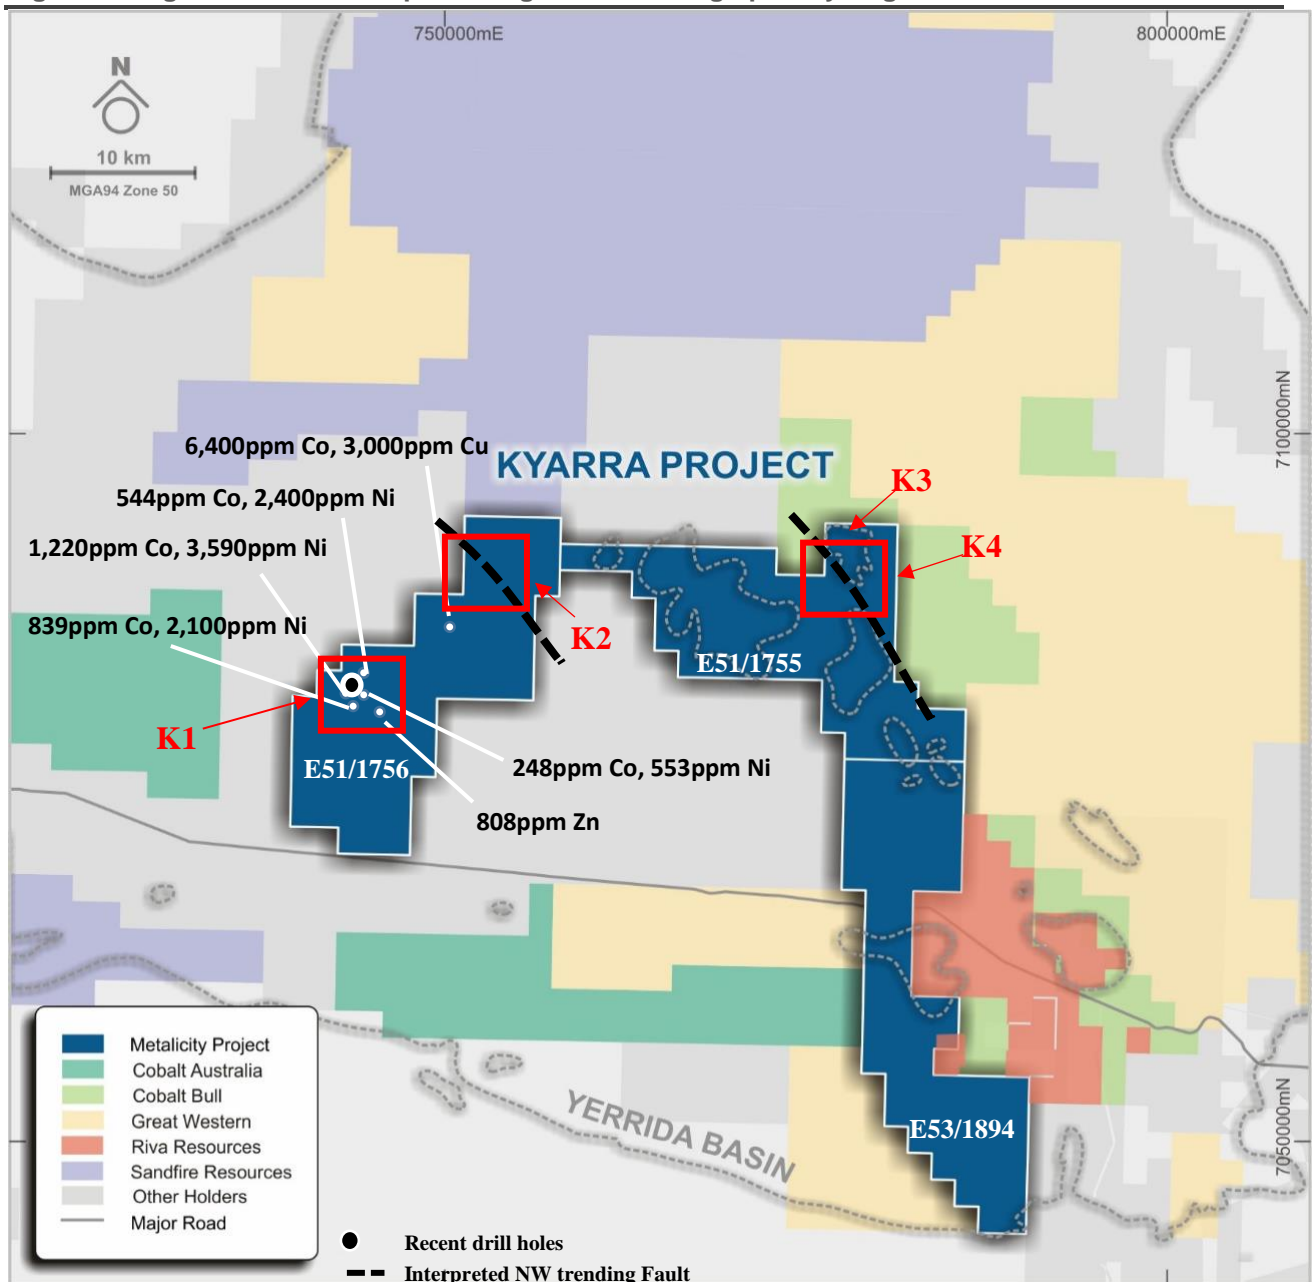 750000mE
800000mE
N
10 km
MGA94 Zone 50
7100000mN
6,400ppm Co, 3,000ppm Cu
KYARRA PROJECT
544ppm Co, 2,400ppm Ni
K3
1,220ppm Co, 3,590ppm Ni
K4
839ppm Co, 2,100ppm Ni
K2
E51/1755
K1
E51/1756
248ppm Co, 553ppm Ni
808ppm Zn
Metalicity Project
Cobalt Australia
Cobalt Bull
Great Western
Riva Resources
Sandfire Resources
Other Holders
Major Road
YERRIDA BASIN
E53/1894
7050000mN
Recent drill holes
Interpreted NW trending Fault